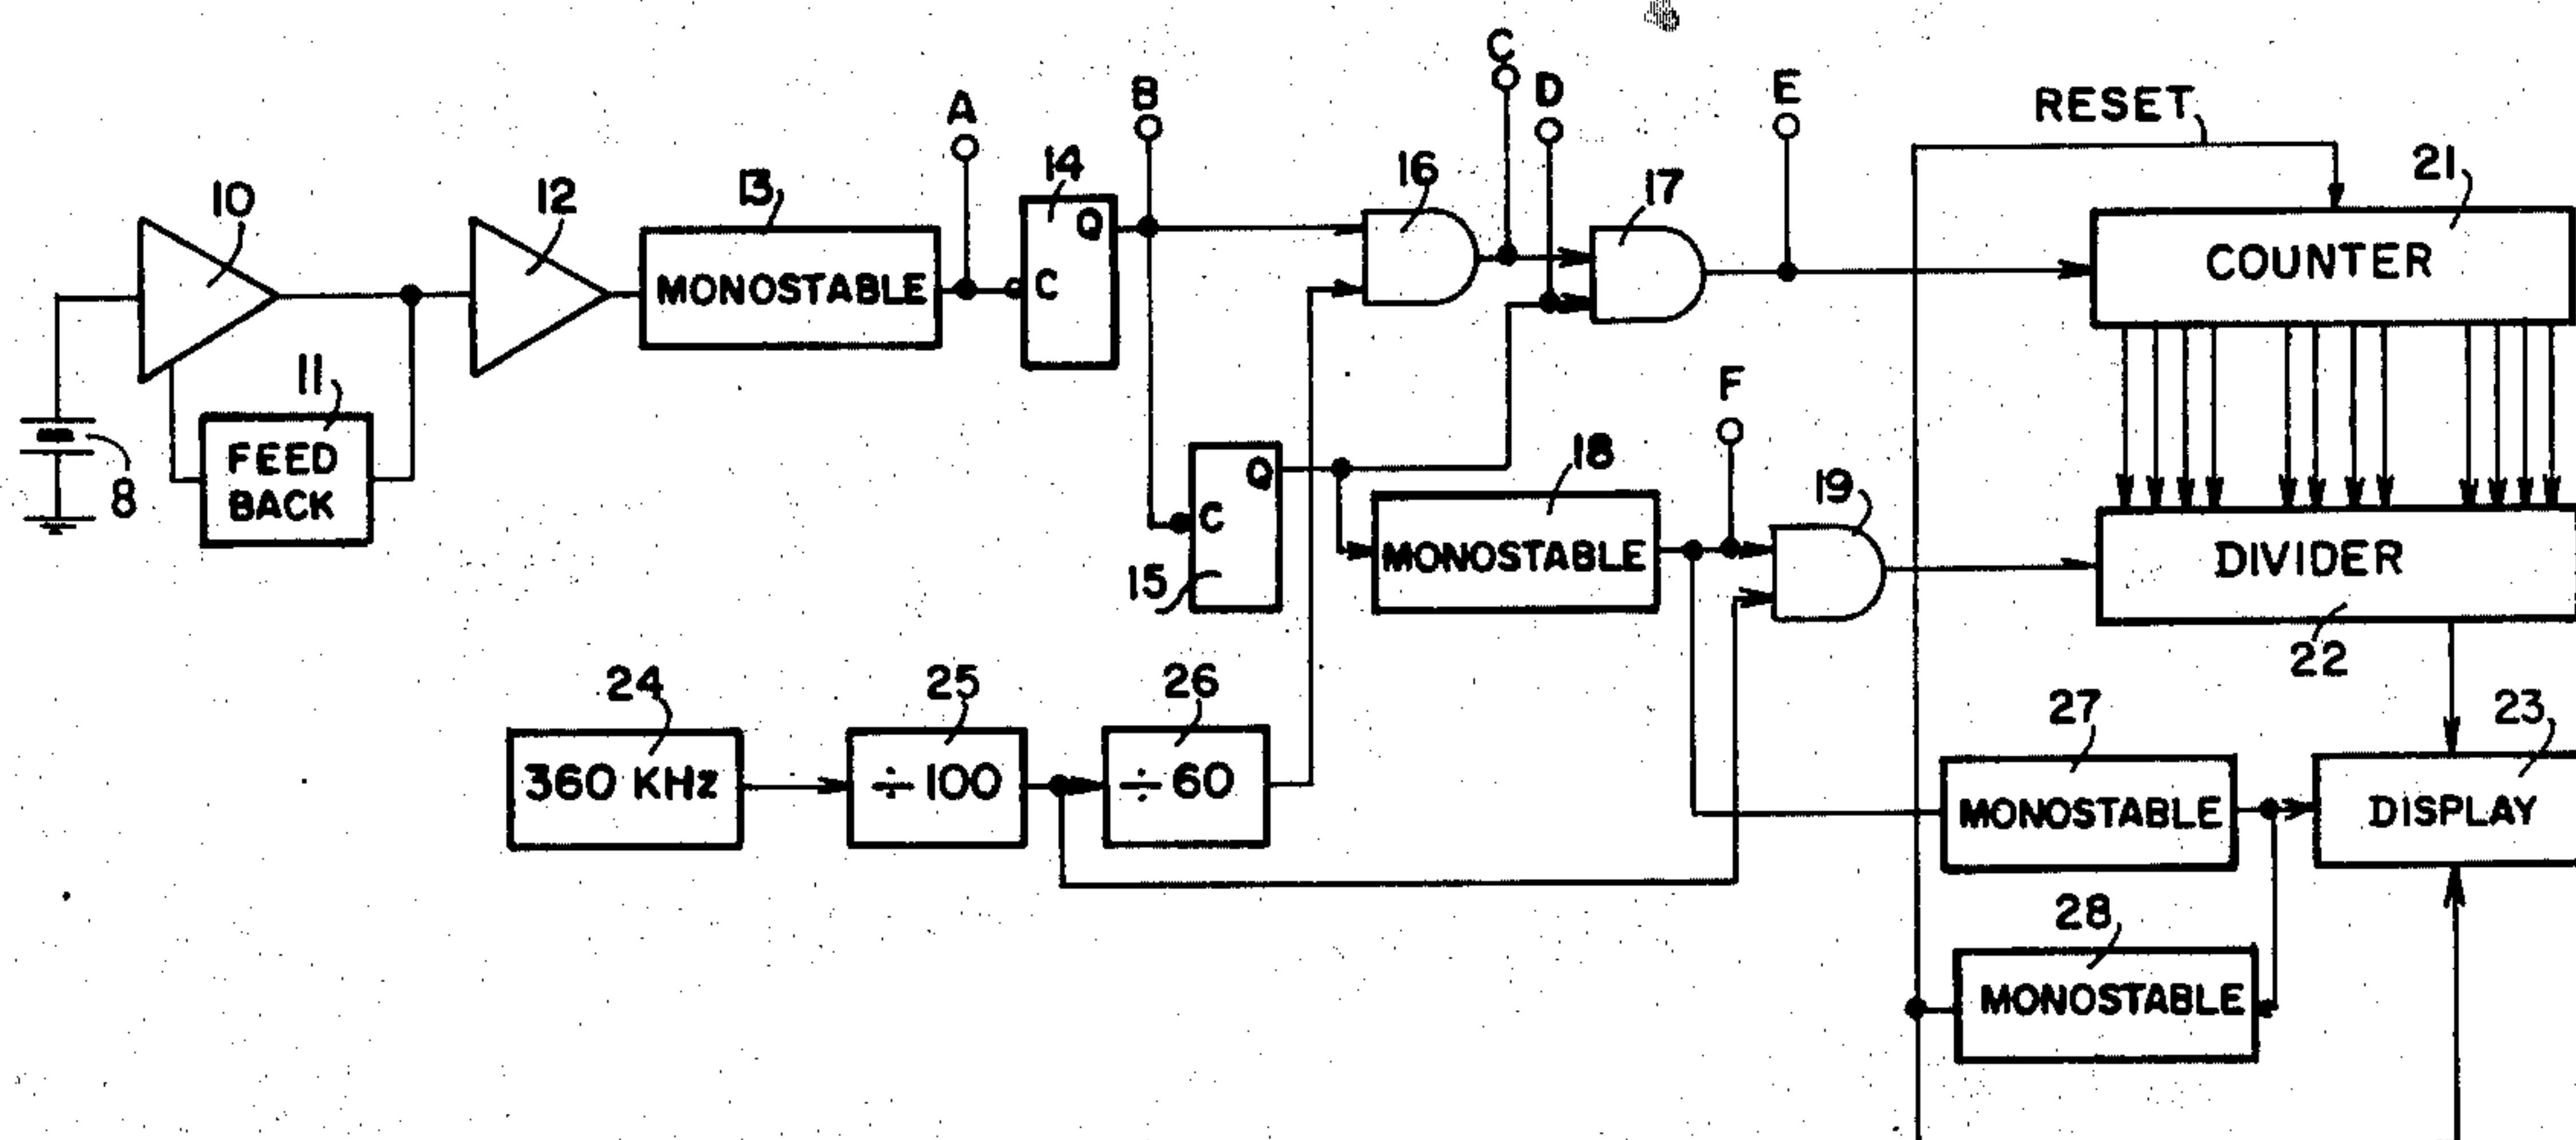 C
D
E
B
A
RESET
10
12
13
14
16
17
21
Q
MONOSTABLE
C
COUNTER
11
FEED
BACK
8
F
Q
C
15
18
MONOSTABLE
19
DIVIDER
22
24
25
26
27
23
360 KHz
÷ 100
÷ 60
MONOSTABLE
DISPLAY
28
MONOSTABLE